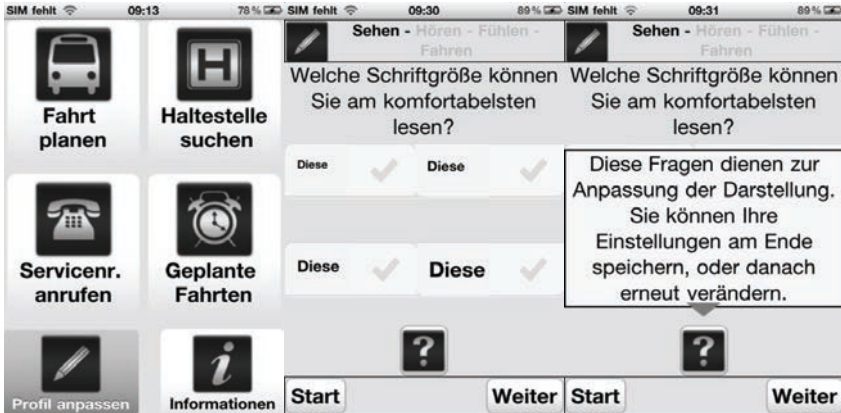 SIM fehlt 09:13 78 %
Fahrt planen
Haltestelle suchen
Servicenr. anrufen
Geplante Fahrten
Profil anpassen
Informationen
SIM fehlt 09:30 89 %
Sehen - Hören - Fühlen -
Fahren
Welche Schriftgröße können
Sie am komfortabelsten
lesen?
Diese
Diese
Diese
Diese
?
Start Weiter
SIM fehlt 09:31 89 %
Sehen - Hören - Fühlen -
Fahren
Welche Schriftgröße können
Sie am komfortabelsten
lesen?
Diese Fragen dienen zur
Anpassung der Darstellung.
Sie können Ihre
Einstellungen am Ende
speichern, oder danach
erneut verändern.
?
Start Weiter